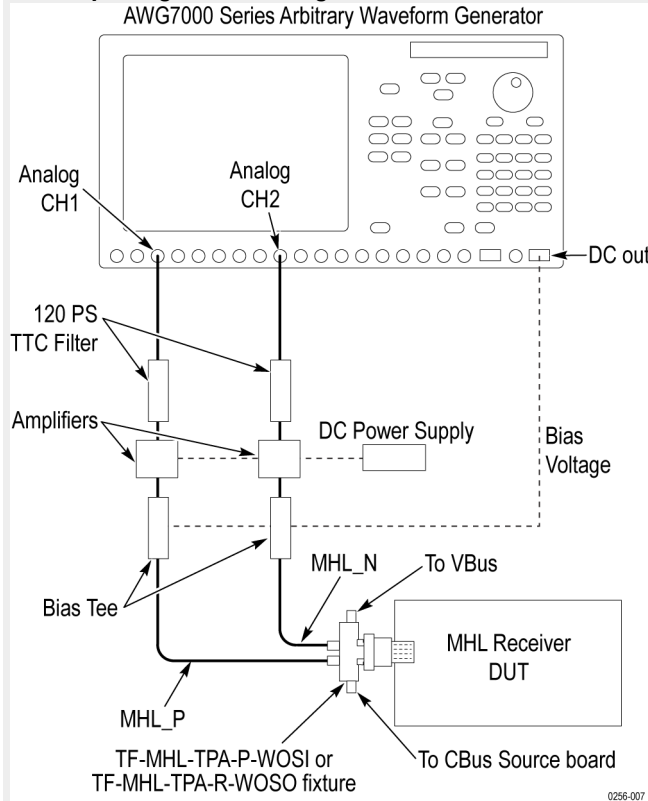 AWG7000 Series Arbitrary Waveform Generator
Analog
CH1
Analog
CH2
DC out
120 PS
TTC Filter
Amplifiers
DC Power Supply
Bias
Voltage
Bias Tee
MHL_N
To VBus
MHL Receiver
DUT
MHL_P
TF-MHL-TPA-P-WOSI or
TF-MHL-TPA-R-WOSO fixture
To CBus Source board
0256-007